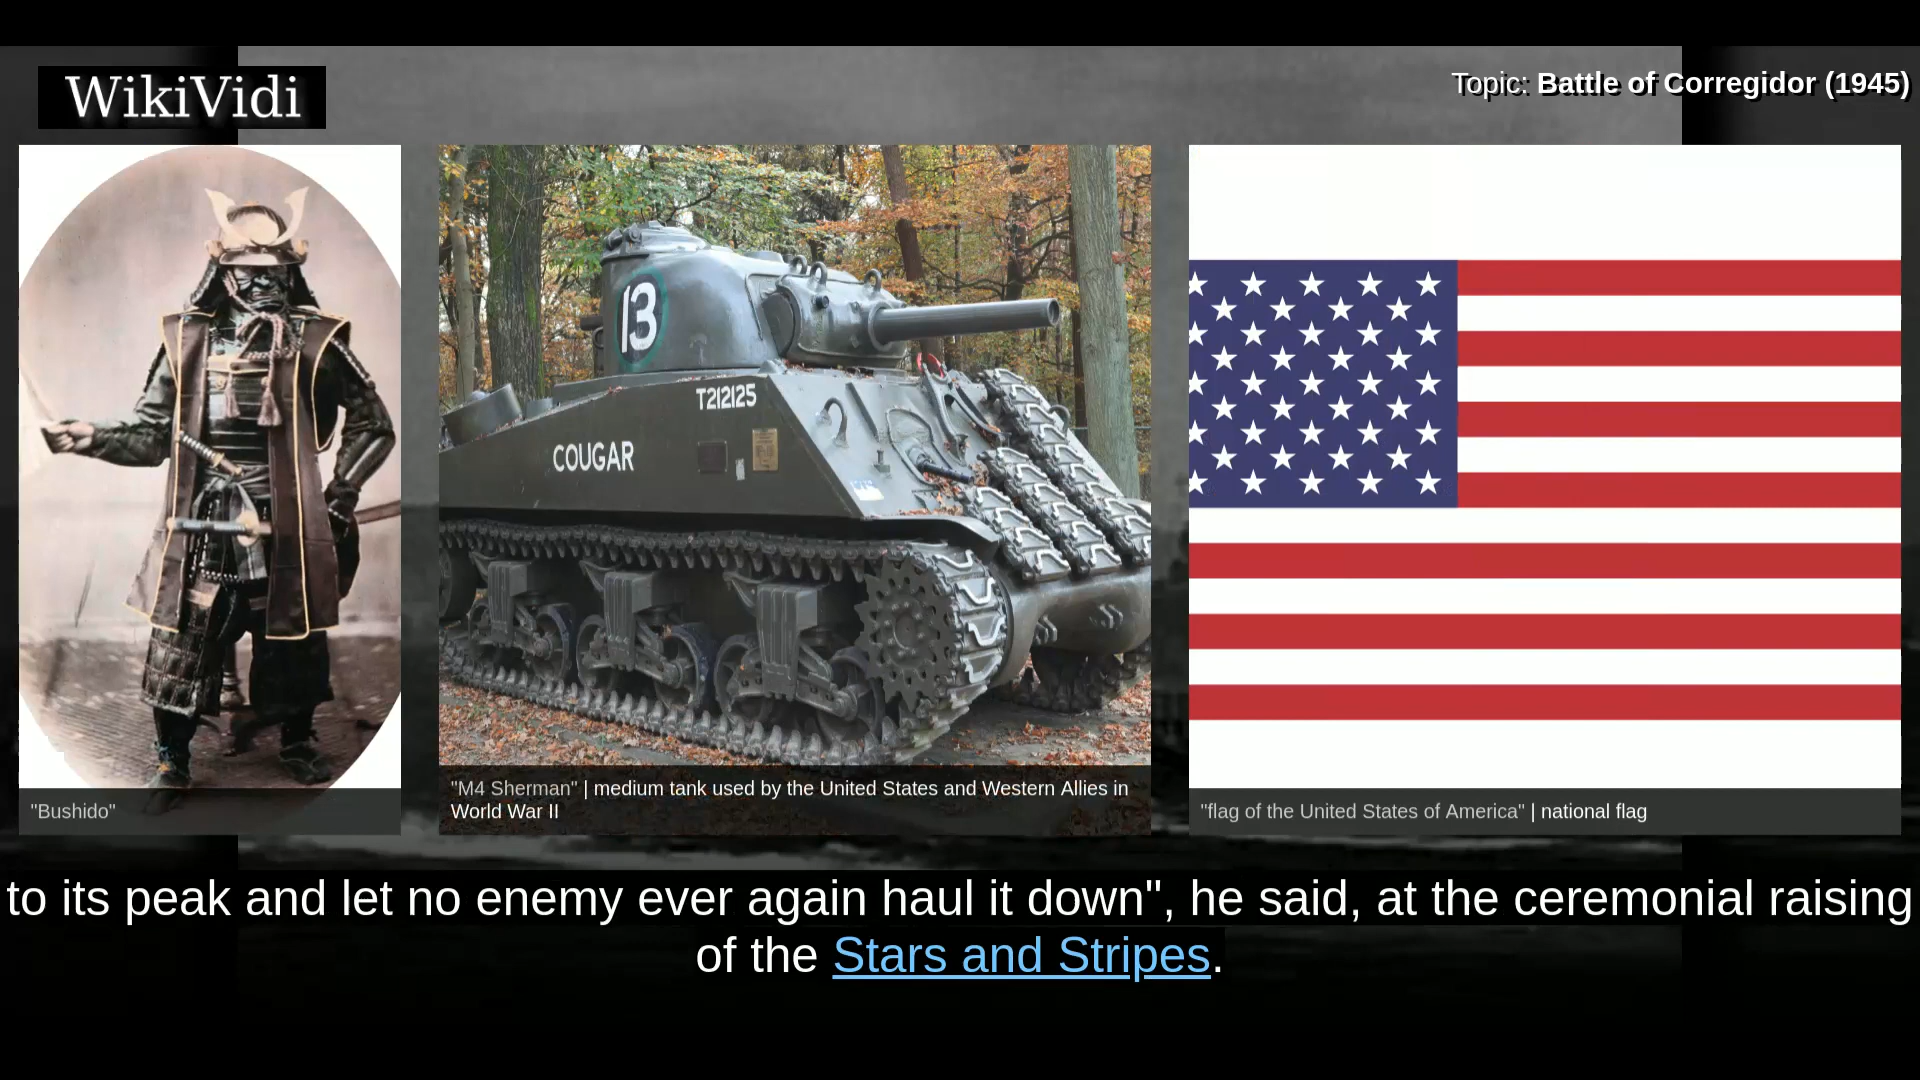 WikiVidi
Topic: Battle of Corregidor (1945)
13
T212125
COUGAR
"Bushido"
"M4 Sherman" | medium tank used by the United States and Western Allies in
World War II
"flag of the United States of America" | national flag
to its peak and let no enemy ever again haul it down", he said, at the ceremonial raising
of the Stars and Stripes.